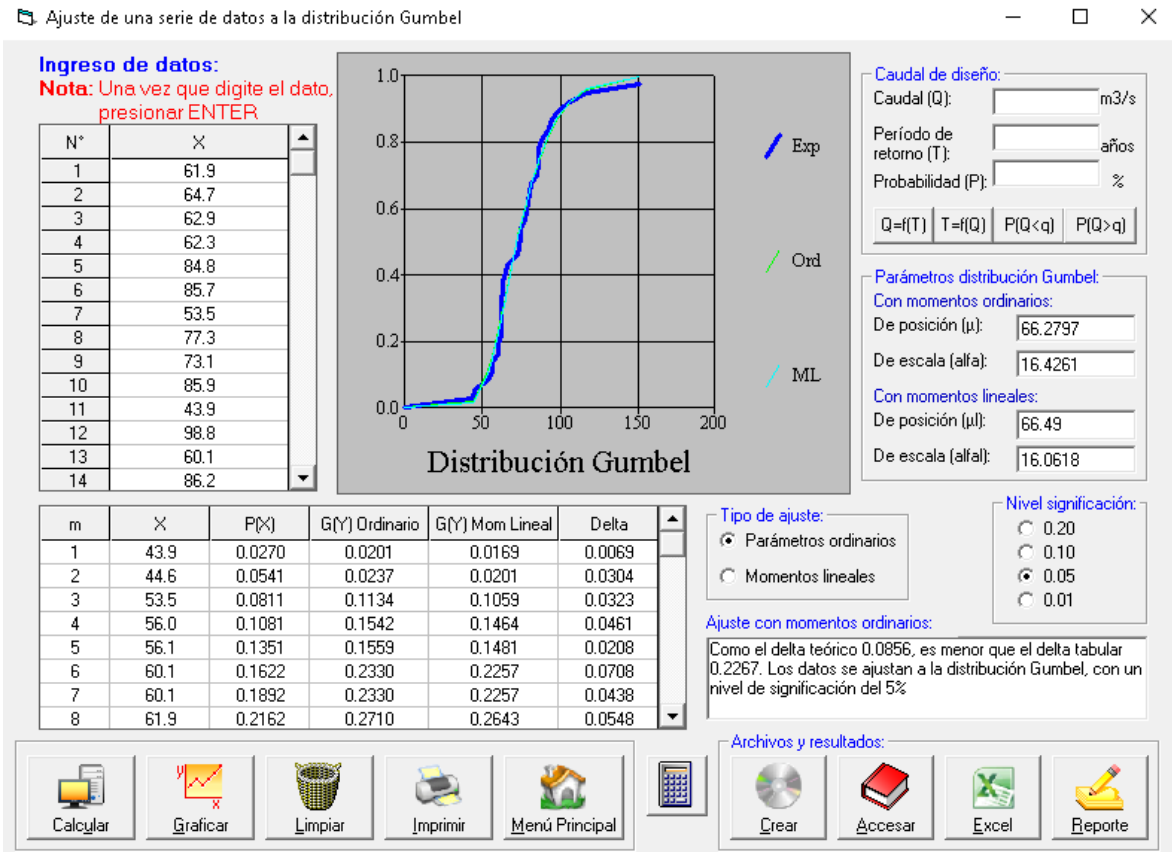 Ajuste de una serie de datos a la distribución Gumbel
Ingreso de datos:
Nota: Una vez que digite el dato,
presionar ENTER
N° X
1 61.9
2 64.7
3 62.9
4 62.3
5 84.8
6 85.7
7 53.5
8 77.3
9 73.1
10 85.9
11 43.9
12 98.8
13 60.1
14 86.2
1.0
0.8
0.6
0.4
0.2
0.0
0 50 100 150 200
Distribución Gumbel
Exp
Ord
ML
Caudal de diseño:
Caudal (Q): m3/s
Período de
retorno (T): años
Probabilidad (P): %
Q=f(T) T=f(Q) P(Q<q) P(Q>q)
Parámetros distribución Gumbel:
Con momentos ordinarios:
De posición (µ): 66.2797
De escala (alfa): 16.4261
Con momentos lineales:
De posición (µl): 66.49
De escala (alfal): 16.0618
m X P(X) G(Y) Ordinario G(Y) Mom Lineal Delta
1 43.9 0.0270 0.0201 0.0169 0.0069
2 44.6 0.0541 0.0237 0.0201 0.0304
3 53.5 0.0811 0.1134 0.1059 0.0323
4 56.0 0.1081 0.1542 0.1464 0.0461
5 56.1 0.1351 0.1559 0.1481 0.0208
6 60.1 0.1622 0.2330 0.2257 0.0708
7 60.1 0.1892 0.2330 0.2257 0.0438
8 61.9 0.2162 0.2710 0.2643 0.0548
Tipo de ajuste:
Parámetros ordinarios
Momentos lineales
Nivel significación:
0.20
0.10
0.05
0.01
Ajuste con momentos ordinarios:
Como el delta teórico 0.0856, es menor que el delta tabular
0.2267. Los datos se ajustan a la distribución Gumbel, con un
nivel de significación del 5%
Calcular
Graficar
Limpiar
Imprimir
Menú Principal
Archivos y resultados:
Crear
Accesar
Excel
Reporte